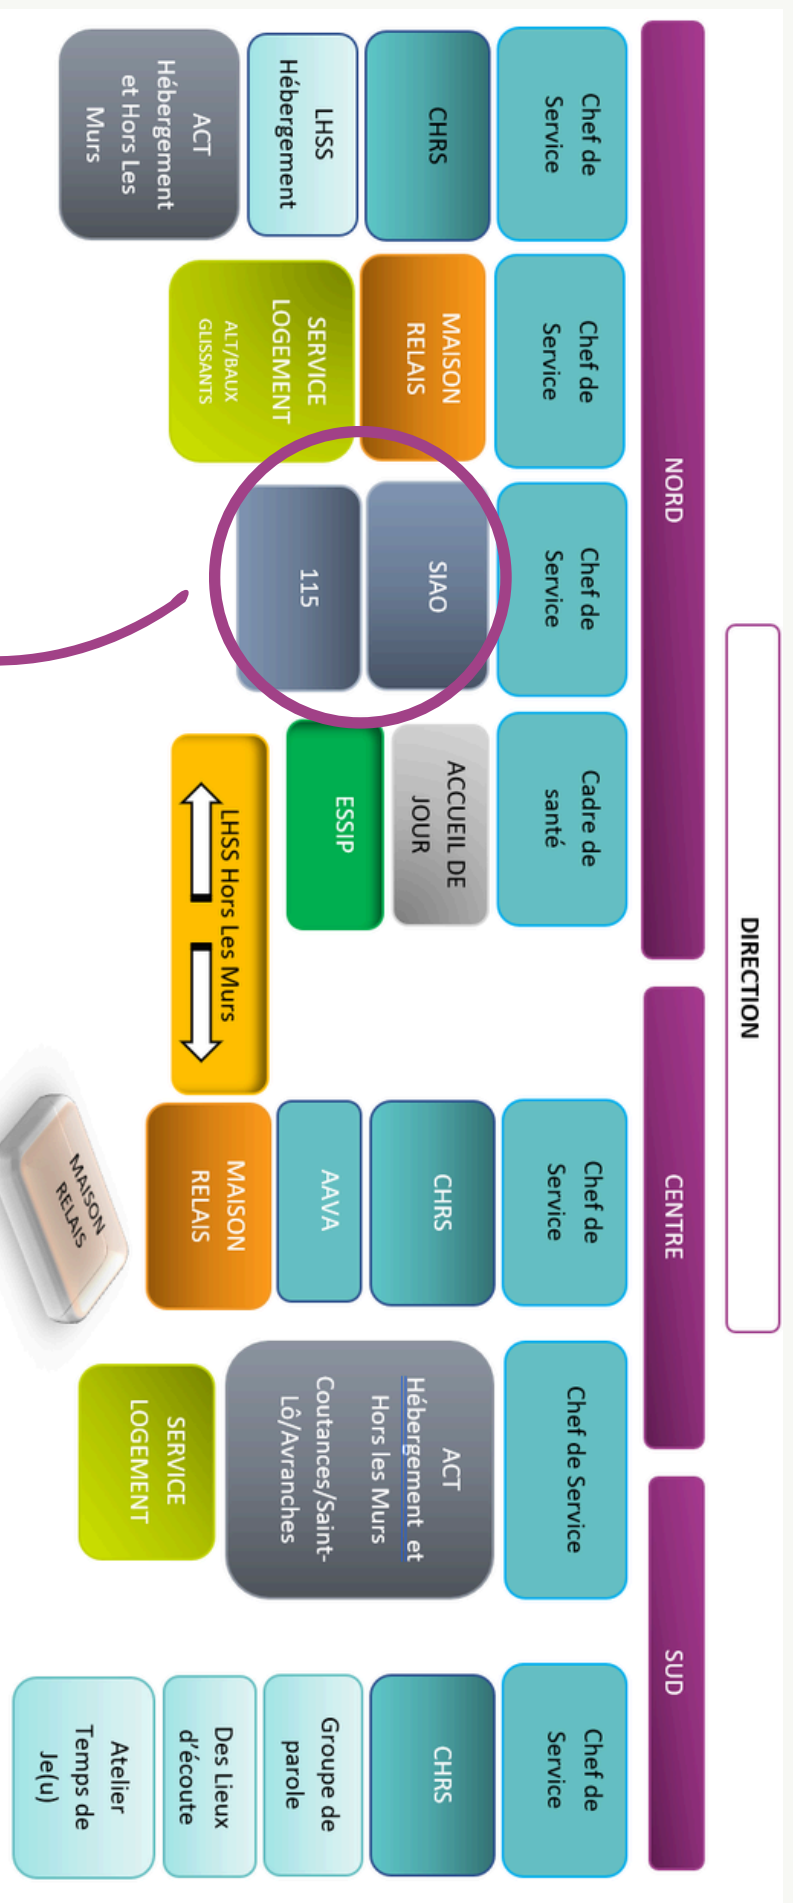 DIRECTION
NORD
CENTRE
SUD
Chef de
Service
CHRS
LHSS
Hébergement
ACT
Hébergement
et Hors Les
Murs
Chef de
Service
MAISON
RELAIS
SERVICE
LOGEMENT
ALT/BAUX
GLISSANTS
Chef de
Service
SIAO
115
Cadre de
santé
ACCUEIL DE
JOUR
ESSIP
LHSS Hors Les Murs
Chef de
Service
CHRS
AAVA
MAISON
RELAIS
MAISON
RELAIS
Chef de Service
ACT
Hébergement et
Hors les Murs
Coutances/Saint-
Lô/Avranches
SERVICE
LOGEMENT
Chef de
Service
CHRS
Groupe de
parole
Des Lieux
d'écoute
Atelier
Temps de
Je(u)